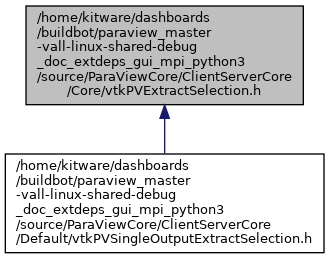 /home/kitware/dashboards
/buildbot/paraview_master
-vall-linux-shared-debug
_doc_extdeps_gui_mpi_python3
/source/ParaViewCore/ClientServerCore
/Core/vtkPVExtractSelection.h
/home/kitware/dashboards
/buildbot/paraview_master
-vall-linux-shared-debug
_doc_extdeps_gui_mpi_python3
/source/ParaViewCore/ClientServerCore
/Default/vtkPVSingleOutputExtractSelection.h